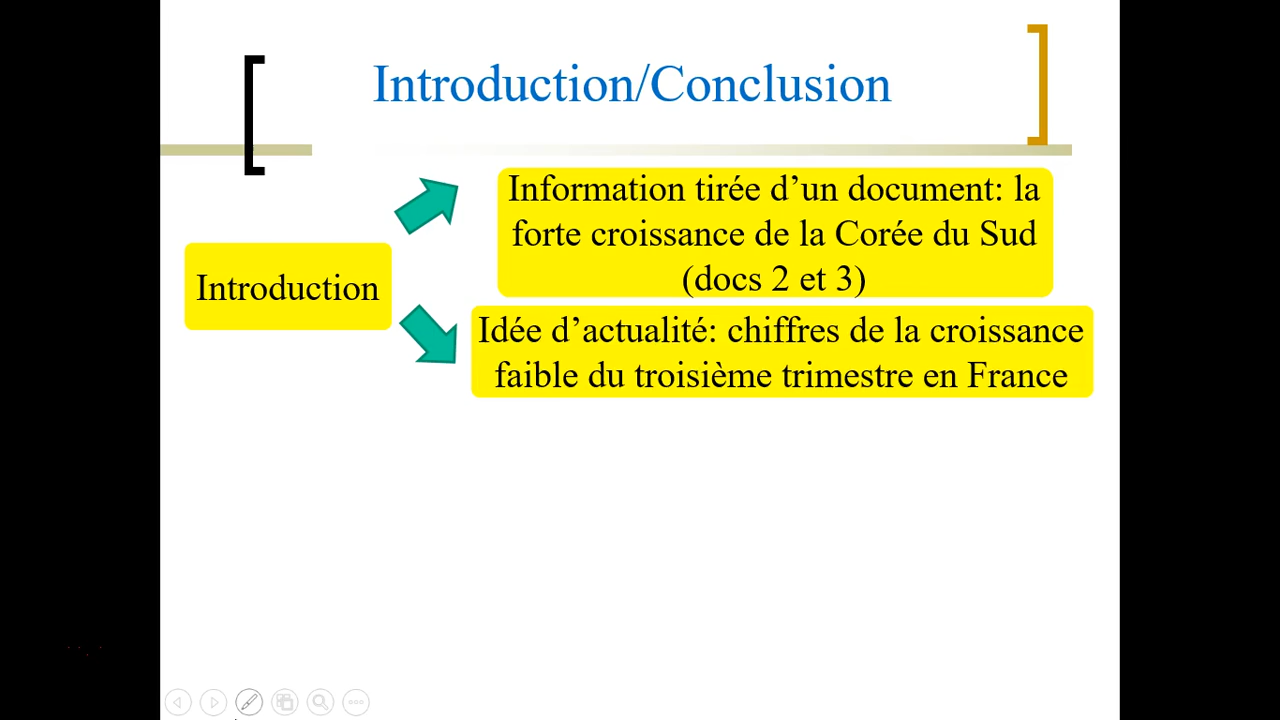 Introduction/Conclusion
Information tirée d’un document: la
forte croissance de la Corée du Sud
(docs 2 et 3)
Introduction
Idée d’actualité: chiffres de la croissance
faible du troisième trimestre en France